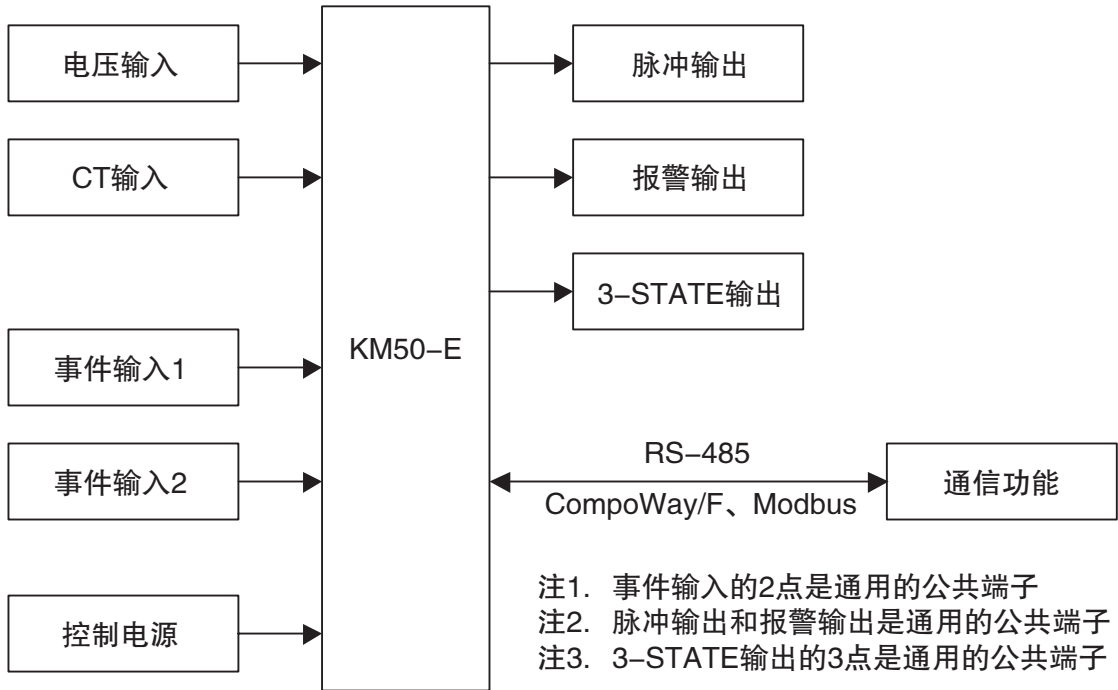 电压输入
CT输入
事件输入1
事件输入2
控制电源
KM50-E
脉冲输出
报警输出
3-STATE输出
RS-485
CompoWay/F、Modbus
通信功能
注1. 事件输入的2点是通用的公共端子
注2. 脉冲输出和报警输出是通用的公共端子
注3. 3-STATE输出的3点是通用的公共端子